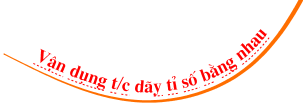 Vận dụng t/c dãy tỉ số bằng nhau